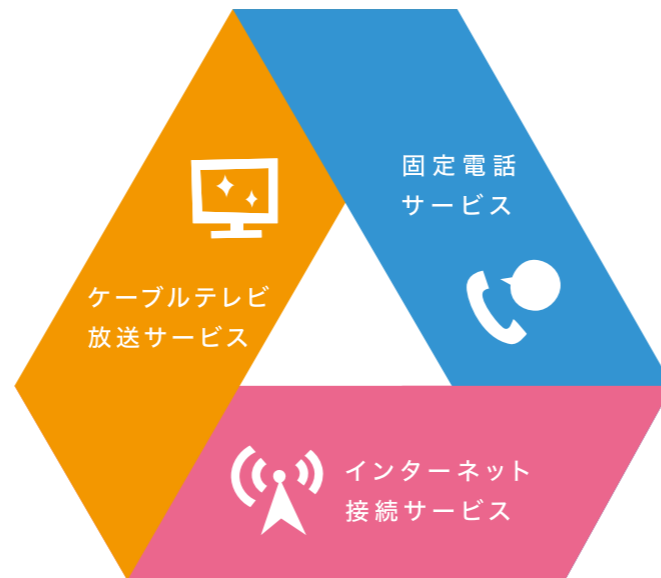 固定電話
サービス
ケーブルテレビ
放送サービス
インターネット
接続サービス